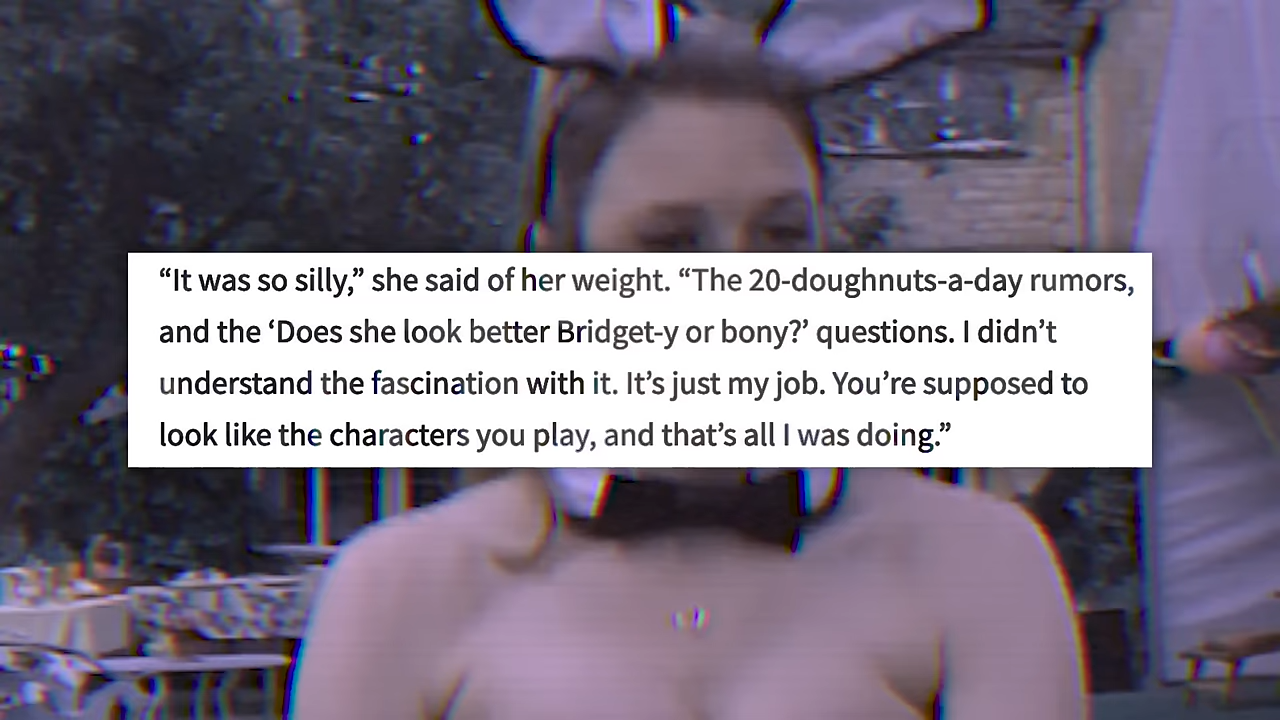 “It was so silly,” she said of her weight. “The 20-doughnuts-a-day rumors,
and the ‘Does she look better Bridget-y or bony?’ questions. I didn’t
understand the fascination with it. It’s just my job. You’re supposed to
look like the characters you play, and that’s all I was doing.”